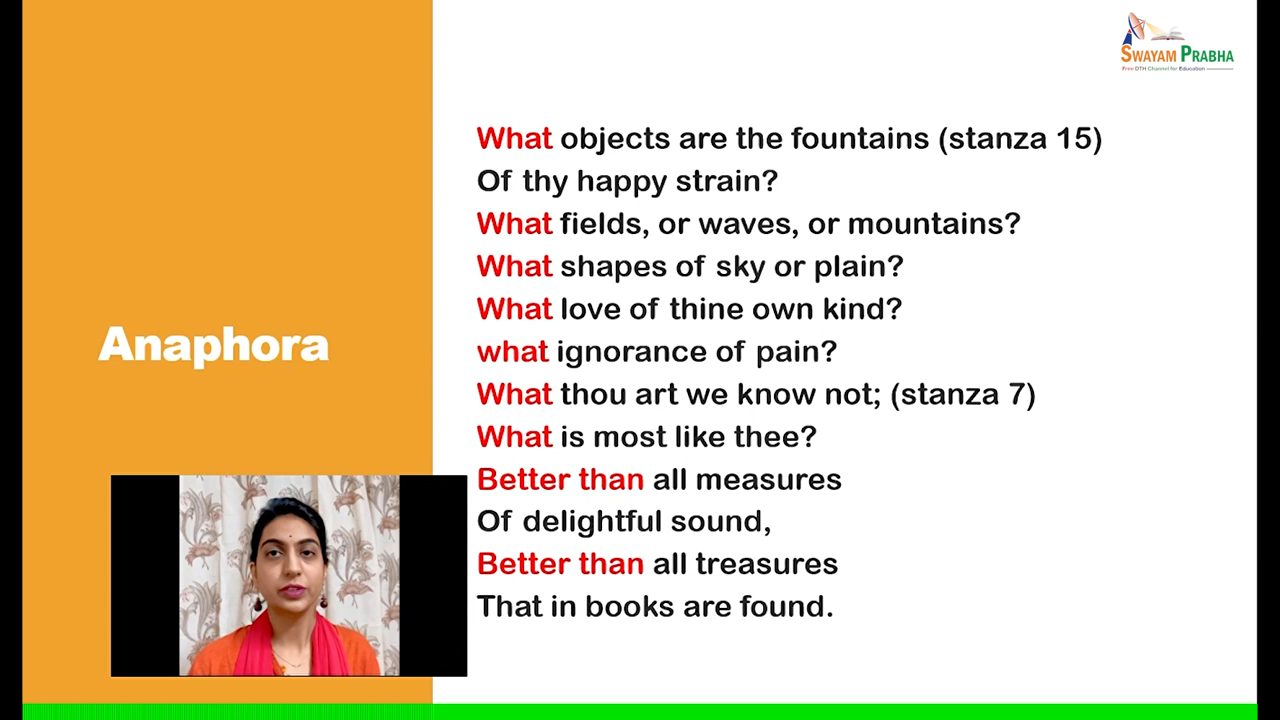 SWAYAM PRABHA
Free DTH Channel for Education
What objects are the fountains (stanza 15)
Of thy happy strain?
What fields, or waves, or mountains?
What shapes of sky or plain?
What love of thine own kind?
what ignorance of pain?
What thou art we know not; (stanza 7)
What is most like thee?
Better than all measures
Of delightful sound,
Better than all treasures
That in books are found.
Anaphora